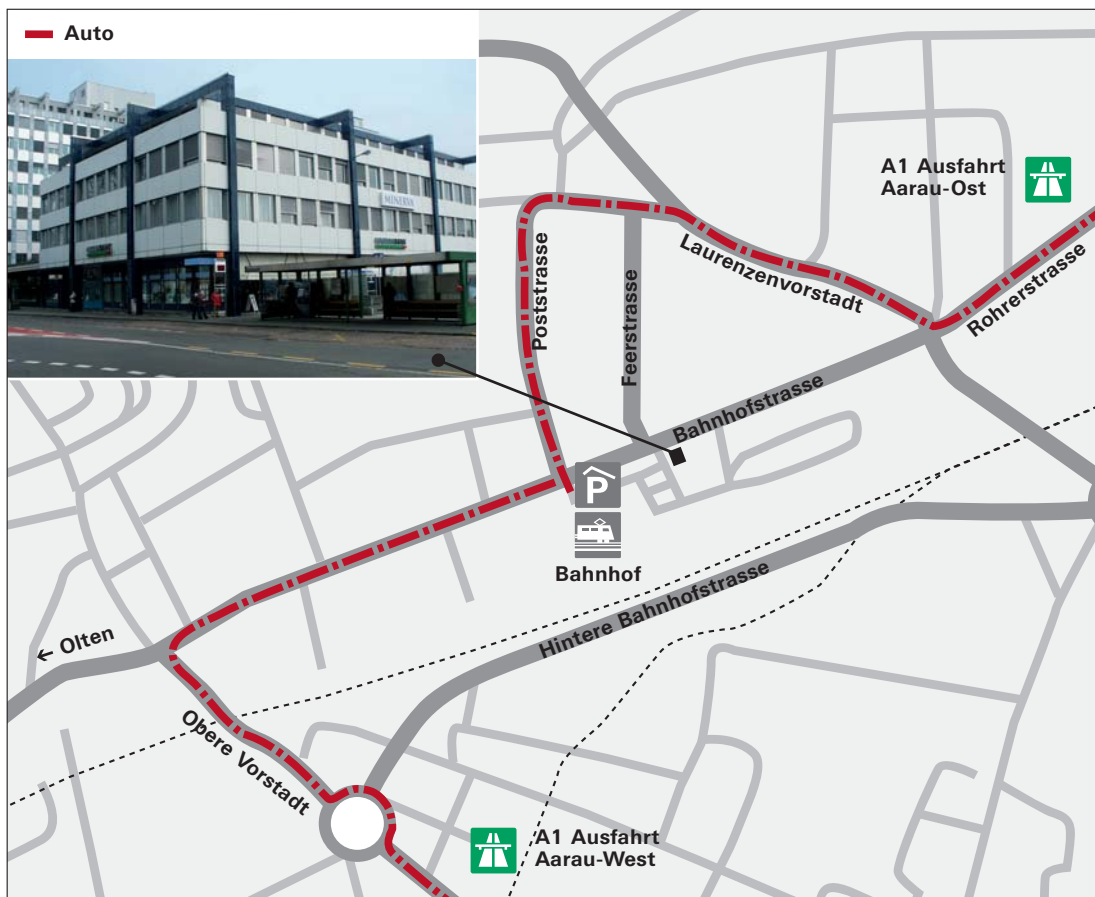 Auto
MINERVA
A1 Ausfahrt
Aarau-Ost
Laurenzenvorstadt
Rohrerstrasse
Poststrasse
Feerstrasse
Bahnhofstrasse
P
Bahnhof
Hintere Bahnhofstrasse
← Olten
Obere Vorstadt
A1 Ausfahrt
Aarau-West